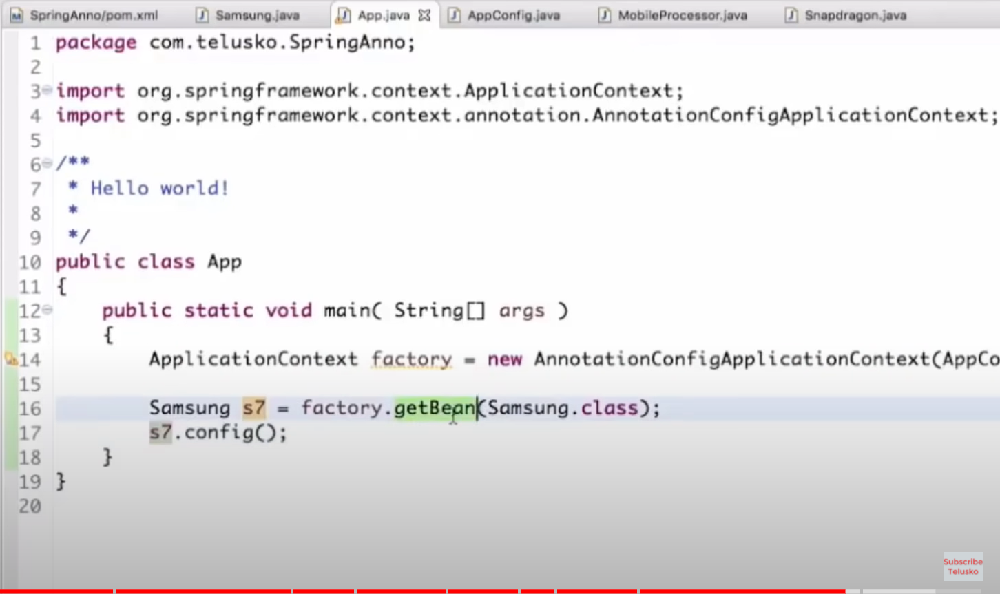 SpringAnno/pom.xml Samsung.java App.java AppConfig.java MobileProcessor.java Snapdragon.java
1 package com.telusko.SpringAnno;
2
3 import org.springframework.context.ApplicationContext;
4 import org.springframework.context.annotation.AnnotationConfigApplicationContext;
5
6 /**
7 * Hello world!
8 *
9 */
10 public class App
11 {
12 public static void main( String[] args )
13 {
14 ApplicationContext factory = new AnnotationConfigApplicationContext(AppCo
15
16 Samsung s7 = factory.getBean(Samsung.class);
17 s7.config();
18 }
19 }
20
Subscribe
Telusko